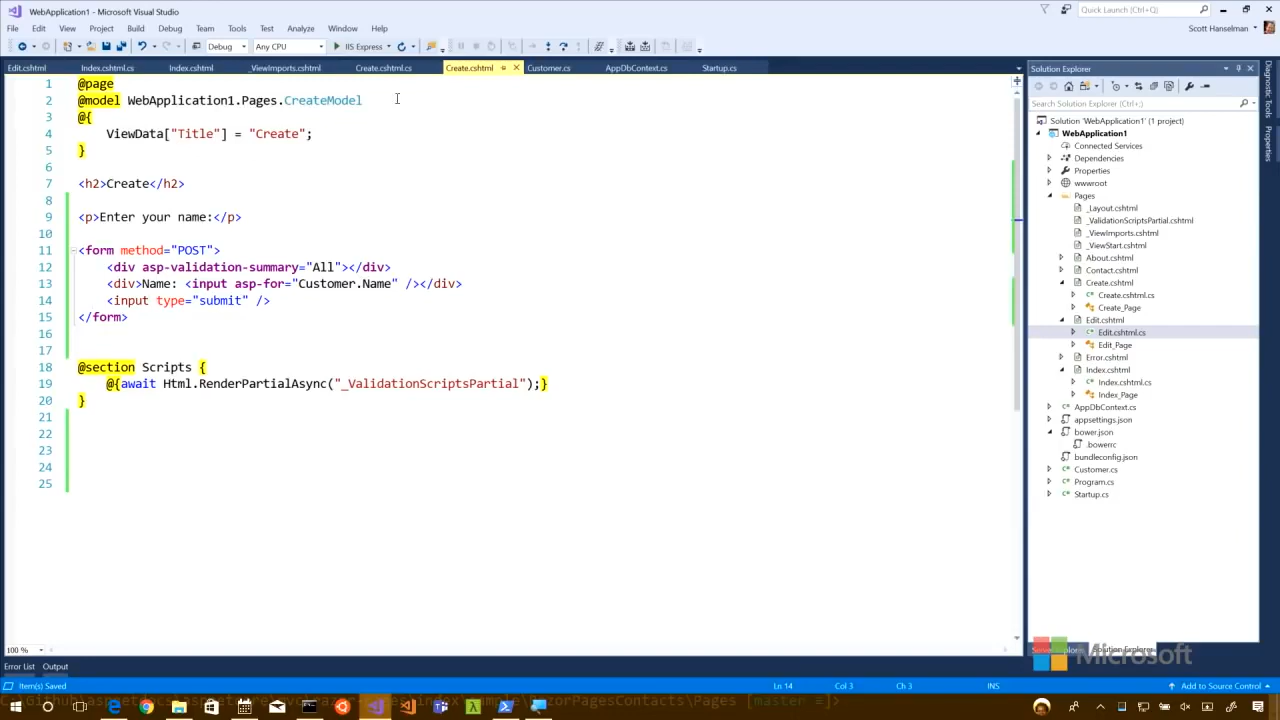 WebApplication1 - Microsoft Visual Studio
Quick Launch (Ctrl+Q)
File Edit View Project Build Debug Team Tools Test Analyze Window Help
Scott Hanselman
Debug Any CPU IIS Express
Edit.cshtml Index.cshtml.cs Index.cshtml _ViewImports.cshtml Create.cshtml.cs Create.cshtml Customer.cs AppDbContext.cs Startup.cs
1 @page
2 @model WebApplication1.Pages.CreateModel
3 @{
4 ViewData["Title"] = "Create";
5 }
6
7 <h2>Create</h2>
8
9 <p>Enter your name:</p>
10
11 <form method="POST">
12 <div asp-validation-summary="All"></div>
13 <div>Name: <input asp-for="Customer.Name" /></div>
14 <input type="submit" />
15 </form>
16
17
18 @section Scripts {
19 @{await Html.RenderPartialAsync("_ValidationScriptsPartial");}
20 }
21
22
23
24
25
100 %
Solution Explorer
Search Solution Explorer (Ctrl+;)
Solution 'WebApplication1' (1 project)
WebApplication1
Connected Services
Dependencies
Properties
wwwroot
Pages
_Layout.cshtml
_ValidationScriptsPartial.cshtml
_ViewImports.cshtml
_ViewStart.cshtml
About.cshtml
Contact.cshtml
Create.cshtml
Create.cshtml.cs
Create_Page
Edit.cshtml
Edit.cshtml.cs
Edit_Page
Error.cshtml
Index.cshtml
Index.cshtml.cs
Index_Page
AppDbContext.cs
appsettings.json
bower.json
.bowerrc
bundleconfig.json
Customer.cs
Program.cs
Startup.cs
Solution Explorer
Microsoft
Diagnostic Tools
Properties
Error List Output
Item(s) Saved Ln 14 Col 3 Ch 3 INS Add to Source Control